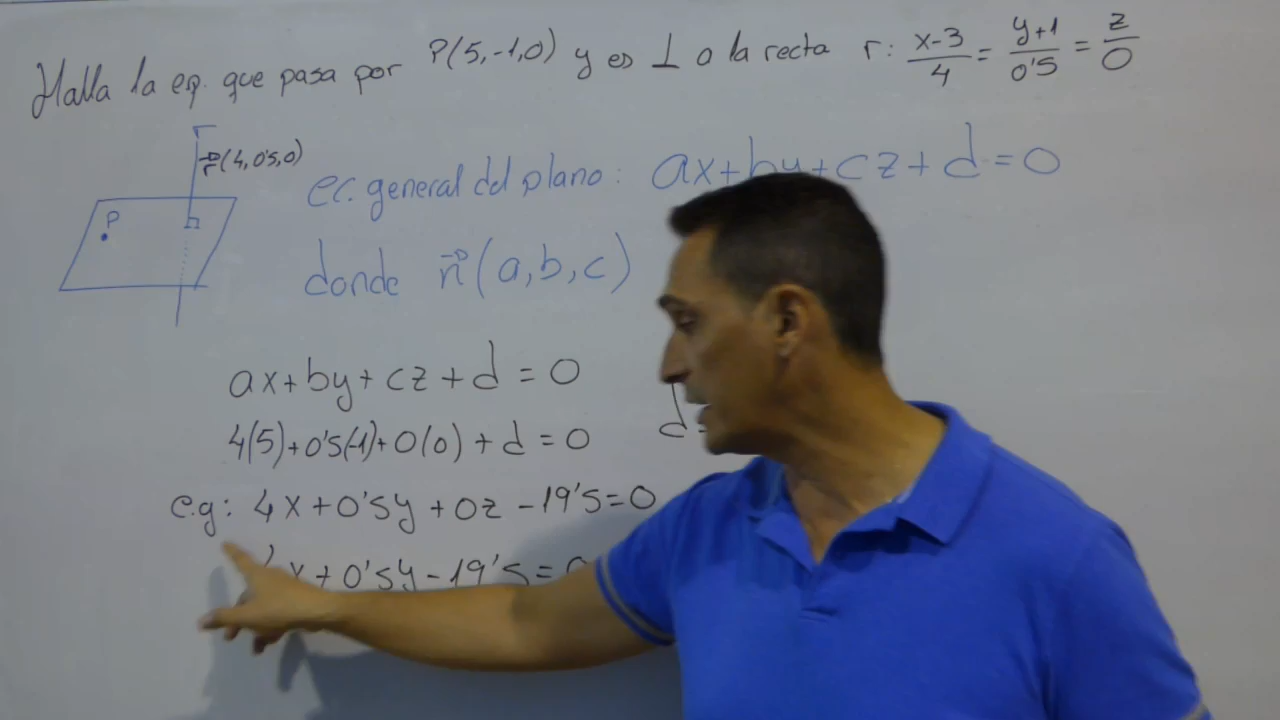 Halla la eq. que pasa por P(5,-1,0) y es ⊥ a la recta r: x-3/4 = y+1/0'5 = z/0
r⃗(4,0'5,0)
P
ec. general del plano: ax+by+cz+d=0
donde n⃗(a,b,c)
ax+by+cz+d=0
4(5)+0'5(-1)+0(0)+d=0
d=
e.g: 4x+0'5y+0z-19'5=0
4x+0'5y-19'5=0